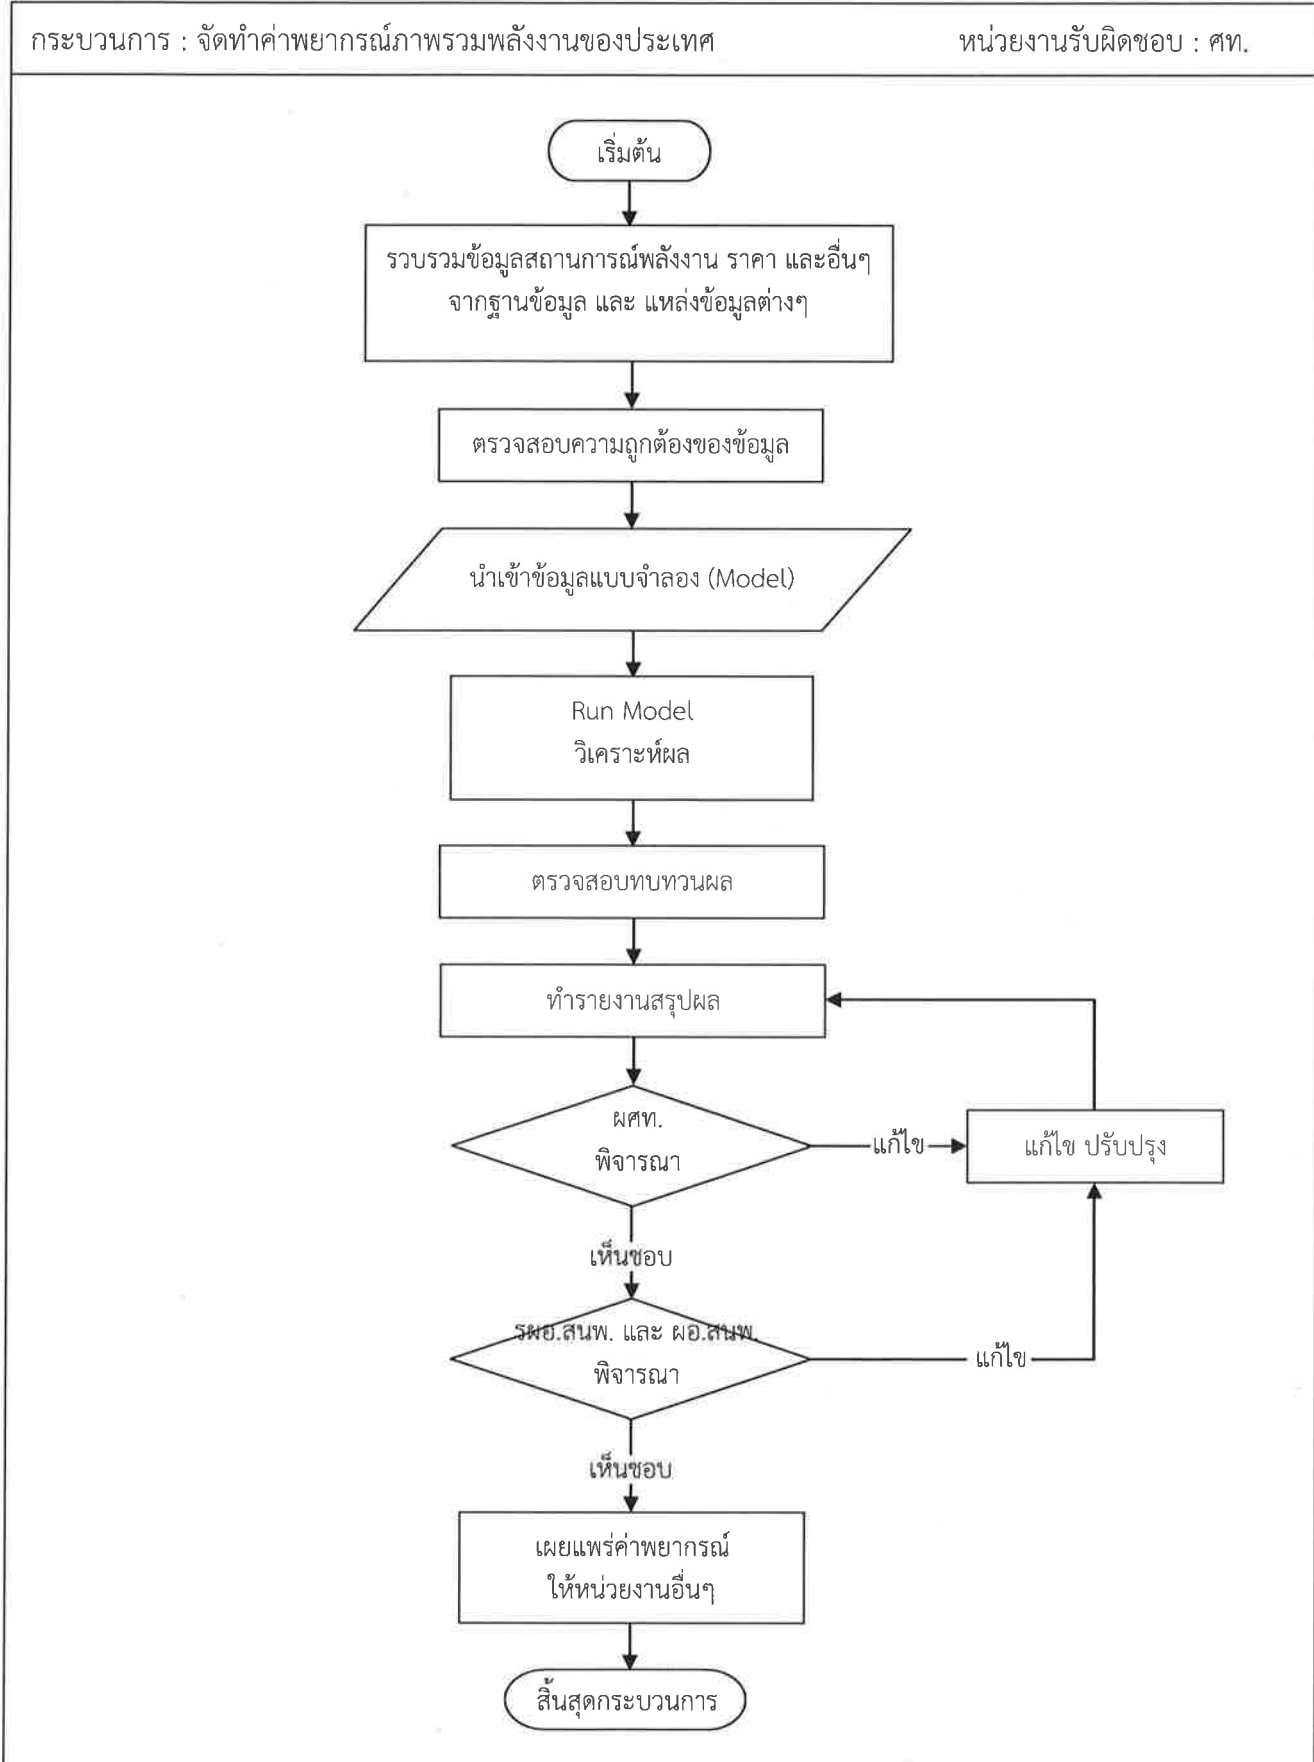 กระบวนการ : จัดทำค่าพยากรณ์ภาพรวมพลังงานของประเทศ หน่วยงานรับผิดชอบ : ศท.
เริ่มต้น
รวบรวมข้อมูลสถานการณ์พลังงาน ราคา และอื่นๆ
จากฐานข้อมูล และ แหล่งข้อมูลต่างๆ
ตรวจสอบความถูกต้องของข้อมูล
นำเข้าข้อมูลแบบจำลอง (Model)
Run Model
วิเคราะห์ผล
ตรวจสอบทบทวนผล
ทำรายงานสรุปผล
ผศท.
พิจารณา
แก้ไข
แก้ไข ปรับปรุง
เห็นชอบ
รผอ.สนพ. และ ผอ.สนพ.
พิจารณา
แก้ไข
เห็นชอบ
เผยแพร่ค่าพยากรณ์
ให้หน่วยงานอื่นๆ
สิ้นสุดกระบวนการ